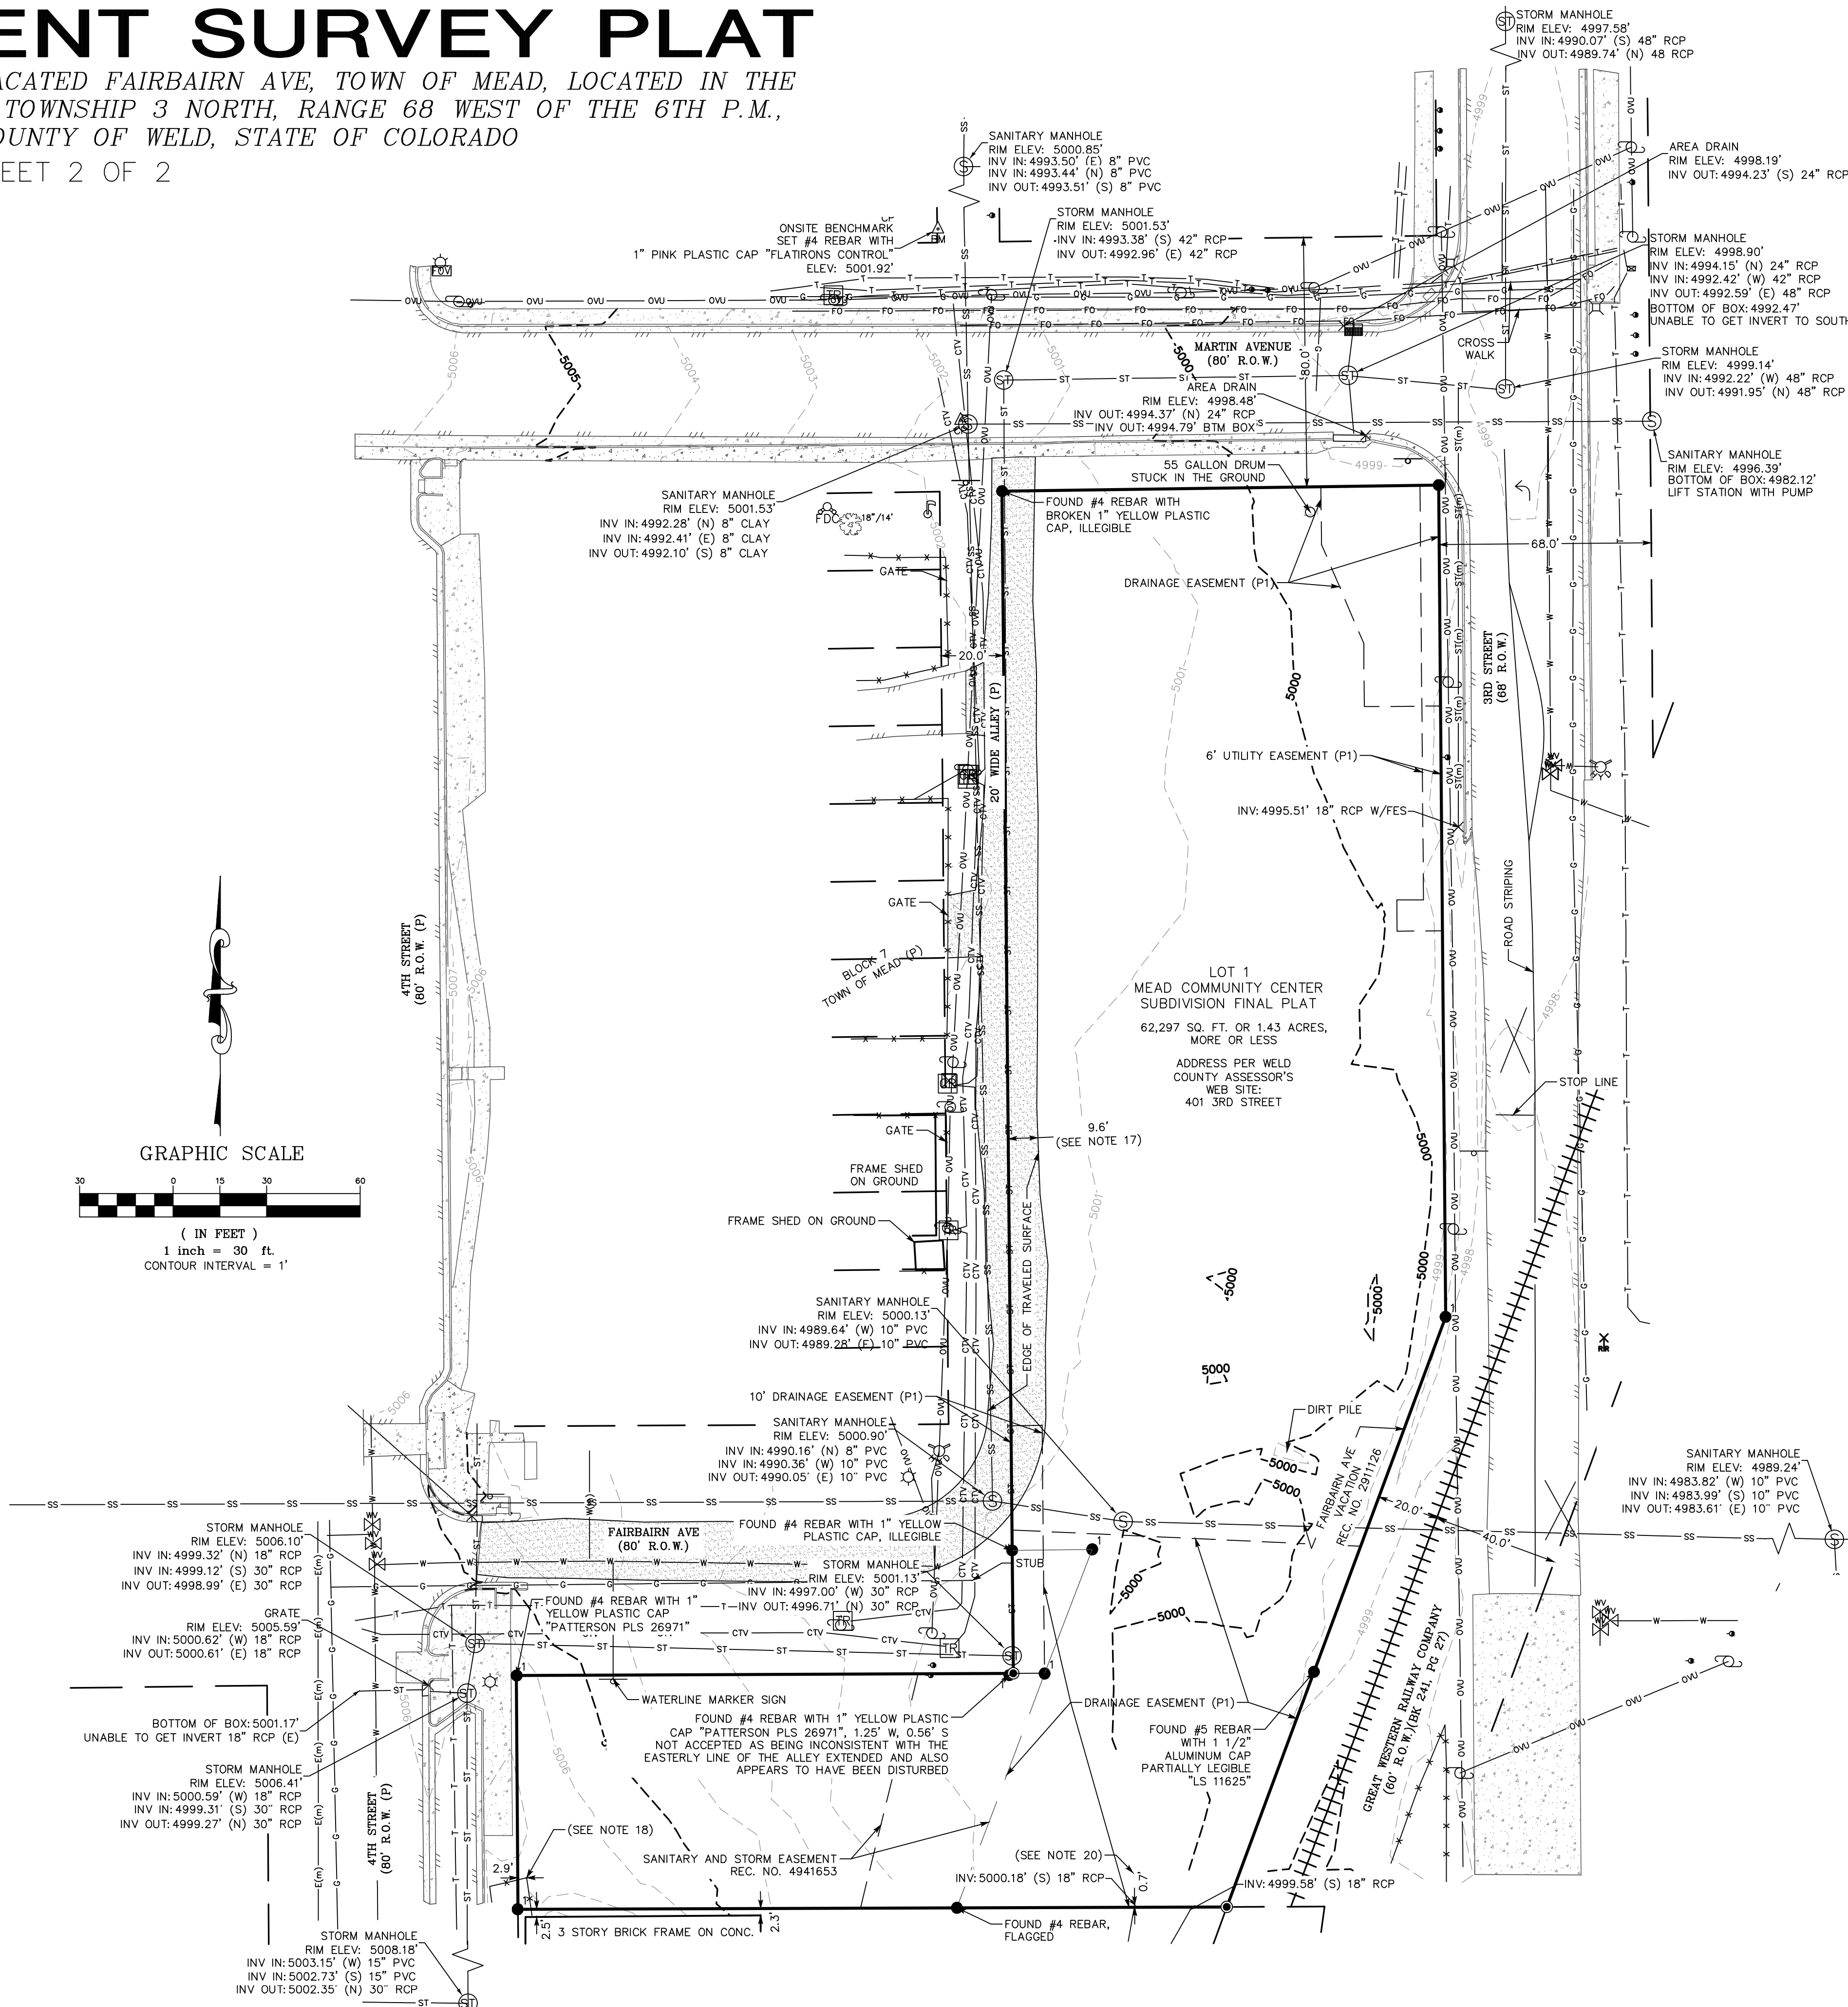 ENT SURVEY PLAT
ACATED FAIRBAIRN AVE, TOWN OF MEAD, LOCATED IN THE
TOWNSHIP 3 NORTH, RANGE 68 WEST OF THE 6TH P.M.,
OUNTY OF WELD, STATE OF COLORADO
EET 2 OF 2
STORM MANHOLE
RIM ELEV: 4997.58'
INV IN: 4990.07' (S) 48" RCP
INV OUT: 4989.74' (N) 48 RCP
SANITARY MANHOLE
RIM ELEV: 5000.85'
INV IN: 4993.50' (E) 8" PVC
INV IN: 4993.44' (N) 8" PVC
INV OUT: 4993.51' (S) 8" PVC
AREA DRAIN
RIM ELEV: 4998.19'
INV OUT: 4994.23' (S) 24" RCP
ONSITE BENCHMARK
SET #4 REBAR WITH
1" PINK PLASTIC CAP "FLATIRONS CONTROL"
ELEV: 5001.92'
STORM MANHOLE
RIM ELEV: 5001.53'
INV IN: 4993.38' (S) 42" RCP
INV OUT: 4992.96' (E) 42" RCP
STORM MANHOLE
RIM ELEV: 4998.90'
INV IN: 4994.15' (N) 24" RCP
INV IN: 4992.42' (W) 42" RCP
INV OUT: 4992.59' (E) 48" RCP
BOTTOM OF BOX: 4992.47'
UNABLE TO GET INVERT TO SOUTH
MARTIN AVENUE
(80' R.O.W.)
80.0'
CROSS
WALK
STORM MANHOLE
RIM ELEV: 4999.14'
INV IN: 4992.22' (W) 48" RCP
INV OUT: 4991.95' (N) 48" RCP
AREA DRAIN
RIM ELEV: 4998.48'
INV OUT: 4994.37' (N) 24" RCP
INV OUT: 4994.79' BTM BOX
5006
5005
5004
5003
5002
5001
5000
4999
SANITARY MANHOLE
RIM ELEV: 4996.39'
BOTTOM OF BOX: 4982.12'
LIFT STATION WITH PUMP
SANITARY MANHOLE
RIM ELEV: 5001.53'
INV IN: 4992.28' (N) 8" CLAY
INV IN: 4992.41' (E) 8" CLAY
INV OUT: 4992.10' (S) 8" CLAY
55 GALLON DRUM
STUCK IN THE GROUND
FOUND #4 REBAR WITH
BROKEN 1" YELLOW PLASTIC
CAP, ILLEGIBLE
FDC
18"/14'
GATE
68.0'
DRAINAGE EASEMENT (P1)
20.0'
20' WIDE ALLEY (P)
3RD STREET
(68' R.O.W.)
6' UTILITY EASEMENT (P1)
INV: 4995.51' 18" RCP W/FES
ROAD STRIPING
GATE
4TH STREET
(80' R.O.W. (P)
BLOCK 7
TOWN OF MEAD (P)
LOT 1
MEAD COMMUNITY CENTER
SUBDIVISION FINAL PLAT
62,297 SQ. FT. OR 1.43 ACRES,
MORE OR LESS
ADDRESS PER WELD
COUNTY ASSESSOR'S
WEB SITE:
401 3RD STREET
STOP LINE
9.6'
(SEE NOTE 17)
GATE
GRAPHIC SCALE
30 0 15 30 60
( IN FEET )
1 inch = 30 ft.
CONTOUR INTERVAL = 1'
FRAME SHED
ON GROUND
FRAME SHED ON GROUND
EDGE OF TRAVELED SURFACE
SANITARY MANHOLE
RIM ELEV: 5000.13'
INV IN: 4989.64' (W) 10" PVC
INV OUT: 4989.28' (E) 10" PVC
10' DRAINAGE EASEMENT (P1)
SANITARY MANHOLE
RIM ELEV: 5000.90'
INV IN: 4990.16' (N) 8" PVC
INV IN: 4990.36' (W) 10" PVC
INV OUT: 4990.05' (E) 10" PVC
DIRT PILE
FAIRBAIRN AVE
VACATION
REC. NO. 2911126
20.0'
40.0'
SANITARY MANHOLE
RIM ELEV: 4989.24'
INV IN: 4983.82' (W) 10" PVC
INV IN: 4983.99' (S) 10" PVC
INV OUT: 4983.61' (E) 10" PVC
STORM MANHOLE
RIM ELEV: 5006.10'
INV IN: 4999.32' (N) 18" RCP
INV IN: 4999.12' (S) 30" RCP
INV OUT: 4998.99' (E) 30" RCP
FAIRBAIRN AVE
(80' R.O.W.)
FOUND #4 REBAR WITH 1" YELLOW
PLASTIC CAP, ILLEGIBLE
STUB
STORM MANHOLE
RIM ELEV: 5001.13'
INV IN: 4997.00' (W) 30" RCP
INV OUT: 4996.71' (N) 30" RCP
FOUND #4 REBAR WITH 1"
YELLOW PLASTIC CAP
"PATTERSON PLS 26971"
GRATE
RIM ELEV: 5005.59'
INV IN: 5000.62' (W) 18" RCP
INV OUT: 5000.61' (E) 18" RCP
WATERLINE MARKER SIGN
BOTTOM OF BOX: 5001.17'
UNABLE TO GET INVERT 18" RCP (E)
FOUND #4 REBAR WITH 1" YELLOW PLASTIC
CAP "PATTERSON PLS 26971", 1.25' W, 0.56' S
NOT ACCEPTED AS BEING INCONSISTENT WITH THE
EASTERLY LINE OF THE ALLEY EXTENDED AND ALSO
APPEARS TO HAVE BEEN DISTURBED
DRAINAGE EASEMENT (P1)
FOUND #5 REBAR
WITH 1 1/2"
ALUMINUM CAP
PARTIALLY LEGIBLE
"LS 11625"
GREAT WESTERN RAILWAY COMPANY
(60' R.O.W.)(BK 241, PG 27)
STORM MANHOLE
RIM ELEV: 5006.41'
INV IN: 5000.59' (W) 18" RCP
INV IN: 4999.31' (S) 30" RCP
INV OUT: 4999.27' (N) 30" RCP
4TH STREET
(80' R.O.W. (P)
(SEE NOTE 18)
2.9'
SANITARY AND STORM EASEMENT
REC. NO. 4941653
(SEE NOTE 20)
INV: 5000.18' (S) 18" RCP
0.7'
INV: 4999.58' (S) 18" RCP
2.5'
3 STORY BRICK FRAME ON CONC.
2.3'
FOUND #4 REBAR,
FLAGGED
STORM MANHOLE
RIM ELEV: 5008.18'
INV IN: 5003.15' (W) 15" PVC
INV IN: 5002.73' (S) 15" PVC
INV OUT: 5002.35' (N) 30" RCP